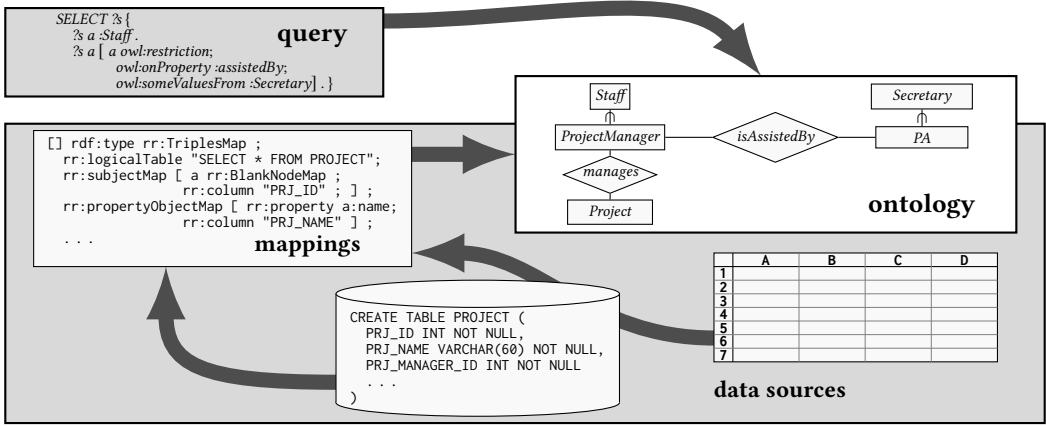 SELECT ?s {
?s a :Staff .
?s a [ a owl:restriction;
owl:onProperty :assistedBy;
owl:someValuesFrom :Secretary] . }
query
Staff
Secretary
ProjectManager
isAssistedBy
PA
manages
Project
ontology
[] rdf:type rr:TriplesMap ;
rr:logicalTable "SELECT * FROM PROJECT";
rr:subjectMap [ a rr:BlankNodeMap ;
rr:column "PRJ_ID" ; ] ;
rr:propertyObjectMap [ rr:property a:name;
rr:column "PRJ_NAME" ] ;
. . .
mappings
CREATE TABLE PROJECT (
PRJ_ID INT NOT NULL,
PRJ_NAME VARCHAR(60) NOT NULL,
PRJ_MANAGER_ID INT NOT NULL
. . .
)
A B C D
1
2
3
4
5
6
7
data sources